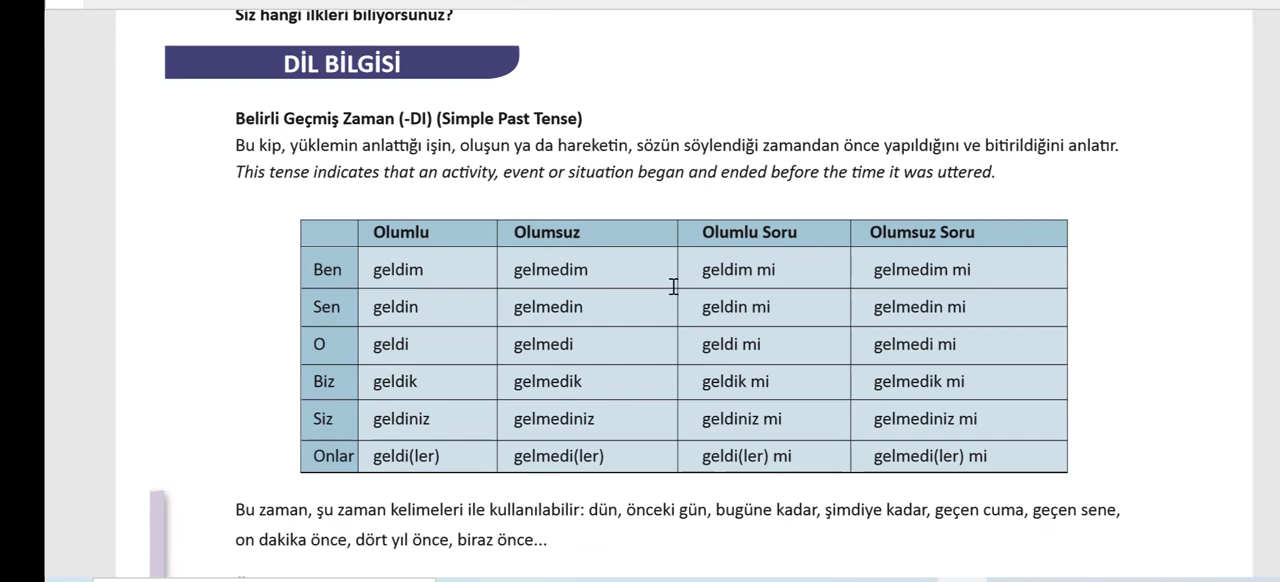 Siz hangi ilkleri biliyorsunuz?
DİL BİLGİSİ
Belirli Geçmiş Zaman (-DI) (Simple Past Tense)
Bu kip, yüklemin anlattığı işin, oluşun ya da hareketin, sözün söylendiği zamandan önce yapıldığını ve bitirildiğini anlatır.
This tense indicates that an activity, event or situation began and ended before the time it was uttered.
Olumlu Olumsuz Olumlu Soru Olumsuz Soru
Ben geldim gelmedim geldim mi gelmedim mi
Sen geldin gelmedin geldin mi gelmedin mi
O geldi gelmedi geldi mi gelmedi mi
Biz geldik gelmedik geldik mi gelmedik mi
Siz geldiniz gelmediniz geldiniz mi gelmediniz mi
Onlar geldi(ler) gelmedi(ler) geldi(ler) mi gelmedi(ler) mi
Bu zaman, şu zaman kelimeleri ile kullanılabilir: dün, önceki gün, bugüne kadar, şimdiye kadar, geçen cuma, geçen sene,
on dakika önce, dört yıl önce, biraz önce...